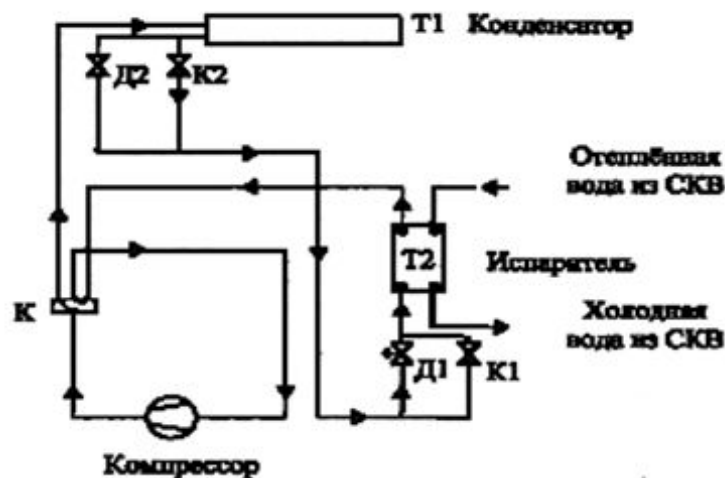 Т1 Конденсатор
Д2
К2
Отеплённая
вода из СКВ
Т2
Испаритель
К
Холодная
вода из СКВ
Д1
К1
Компрессор